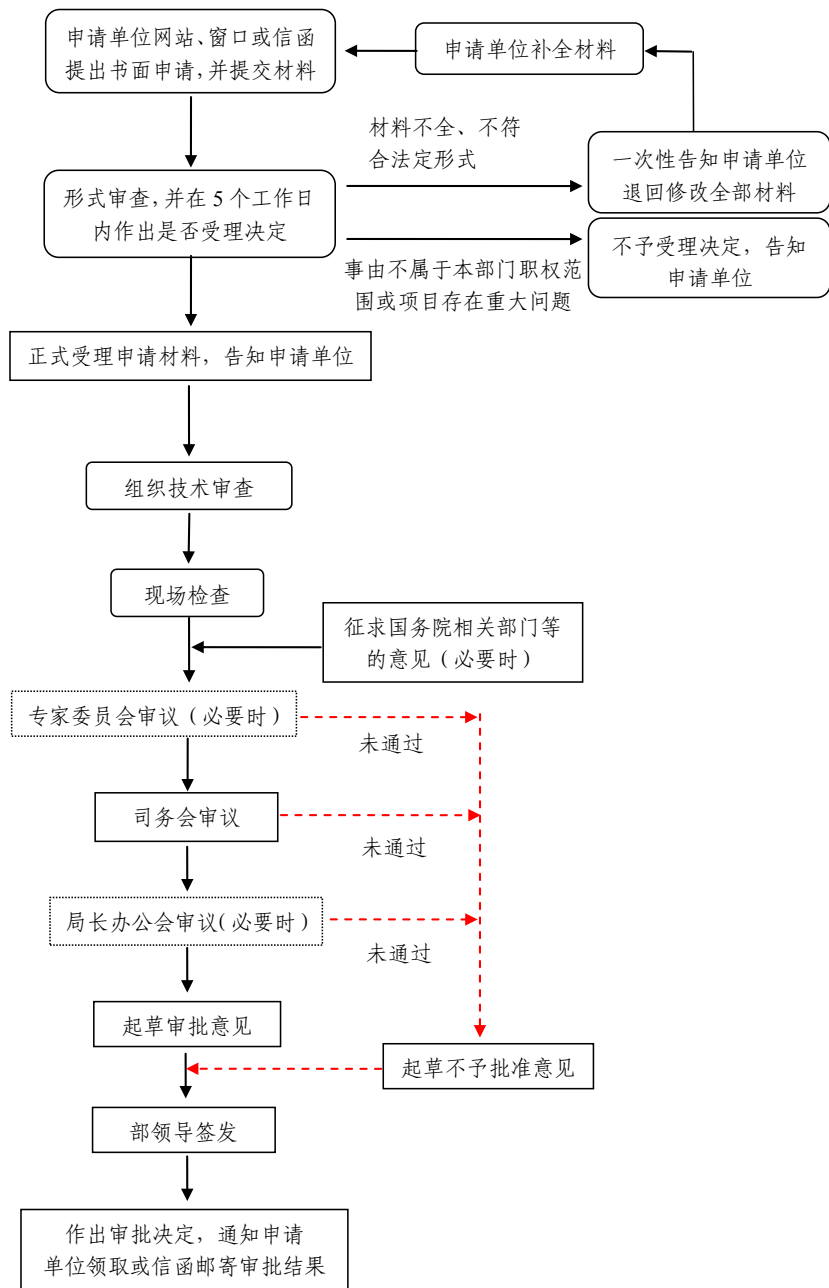 申请单位网站、窗口或信函
提出书面申请,并提交材料
申请单位补全材料
材料不全、不符
合法定形式
一次性告知申请单位
退回修改全部材料
形式审查,并在 5 个工作日
内作出是否受理决定
不予受理决定，告知
申请单位
事由不属于本部门职权范
围或项目存在重大问题
正式受理申请材料，告知申请单位
组织技术审查
现场检查
征求国务院相关部门等
的意见（必要时）
专家委员会审议（必要时）
未通过
司务会审议
未通过
局长办公会审议(必要时）
未通过
起草审批意见
起草不予批准意见
部领导签发
作出审批决定，通知申请
单位领取或信函邮寄审批结果